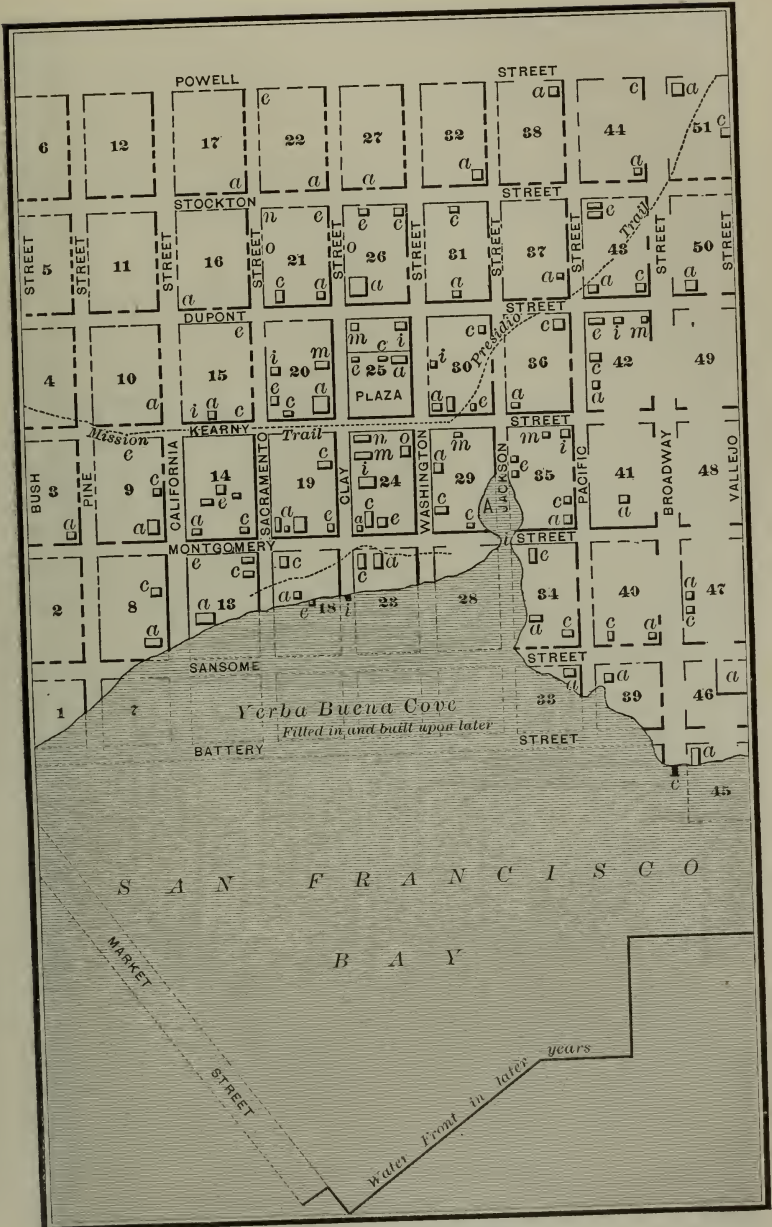 POWELL STREET
6 12 17 e a 22 a 27 a 32 a 38 a 44 c a a 51 c
STOCKTON STREET
STREET 5 STREET 11 STREET 16 a STREET n e o 21 c a STREET e c o 26 a STREET c 31 a STREET 37 a STREET e 43 a c Trail STREET 50 a STREET
DUPONT STREET
4 10 a e 15 i a c i m 20 e a c m i c e 25 a PLAZA c i 30 a e Presidio c 36 a e i m c 42 c a 49
Mission Trail
KEARNY STREET
BUSH 3 a PINE e 9 c a CALIFORNIA 14 e a c SACRAMENTO c 19 a e CLAY n o m i 24 a c e WASHINGTON m a 29 c c A JACKSON m i e 35 c a PACIFIC 41 a BROADWAY 48 VALLEJO
MONTGOMERY STREET
2 8 c a e c a 13 c a e 18 i c a 23 28 i c 34 a c 40 c a a c 47
SANSOME STREET
1 7 a 33 a 39 46 a
Yerba Buena Cove
Filled in and built upon later
BATTERY STREET
a
c
45
SAN FRANCISCO
BAY
MARKET
STREET
Water Front in later years